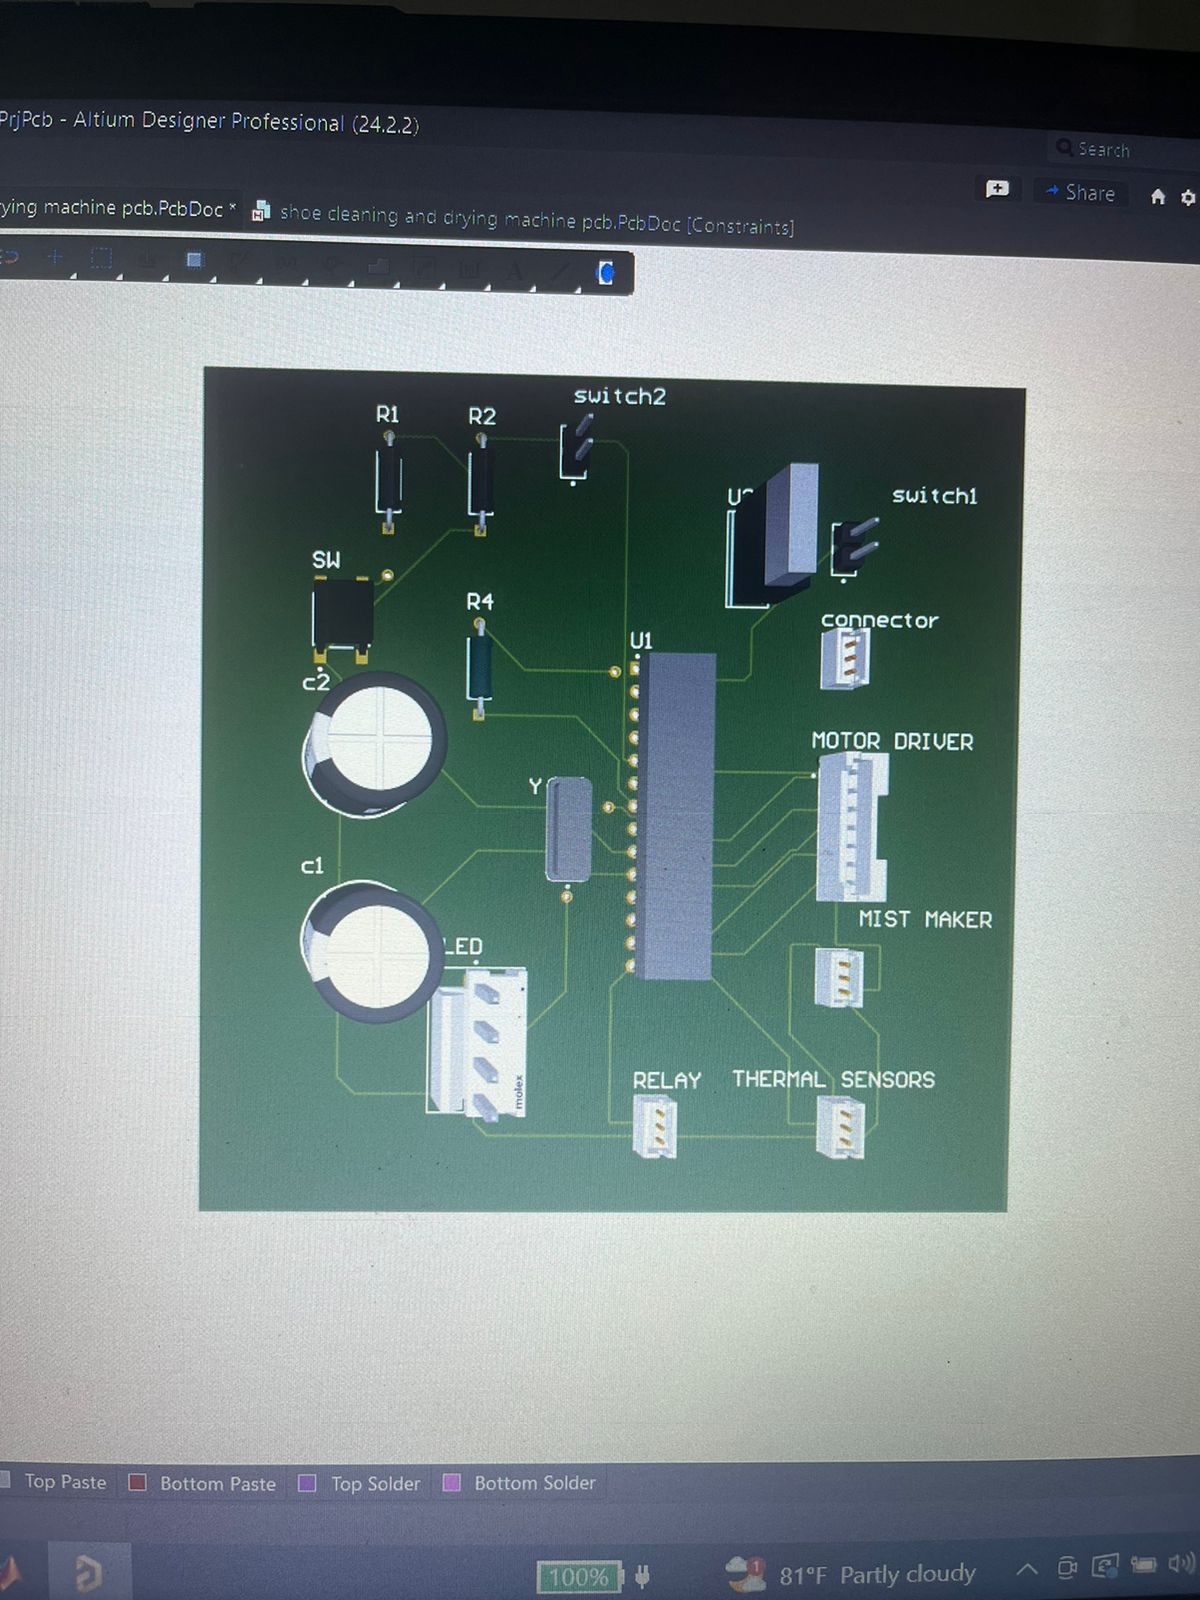 PrjPcb - Altium Designer Professional (24.2.2)
Search
Share
rying machine pcb.PcbDoc *
shoe cleaning and drying machine pcb.PcbDoc [Constraints]
switch2
R1
R2
switch1
SW
R4
connector
U1
c2
MOTOR DRIVER
Y
c1
MIST MAKER
LED
molex
RELAY
THERMAL SENSORS
Top Paste
Bottom Paste
Top Solder
Bottom Solder
100%
1
81°F Partly cloudy